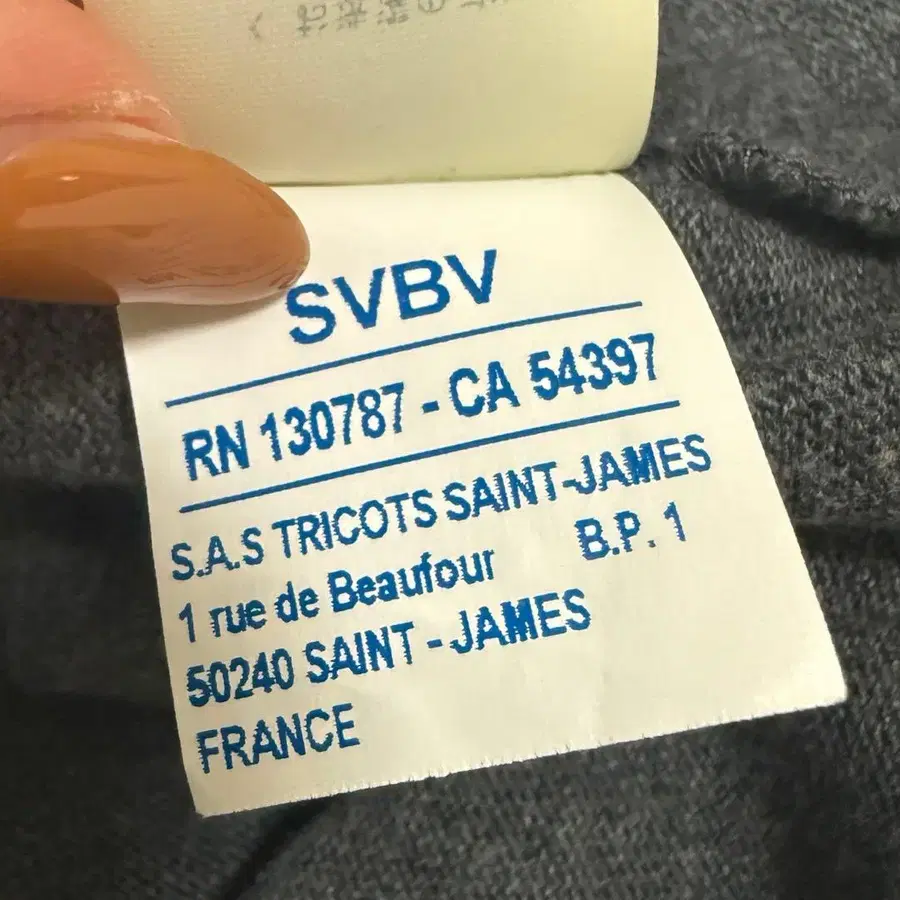 SVBV
RN 130787 - CA 54397
S.A.S TRICOTS SAINT-JAMES
1 rue de Beaufour B.P. 1
50240 SAINT - JAMES
FRANCE